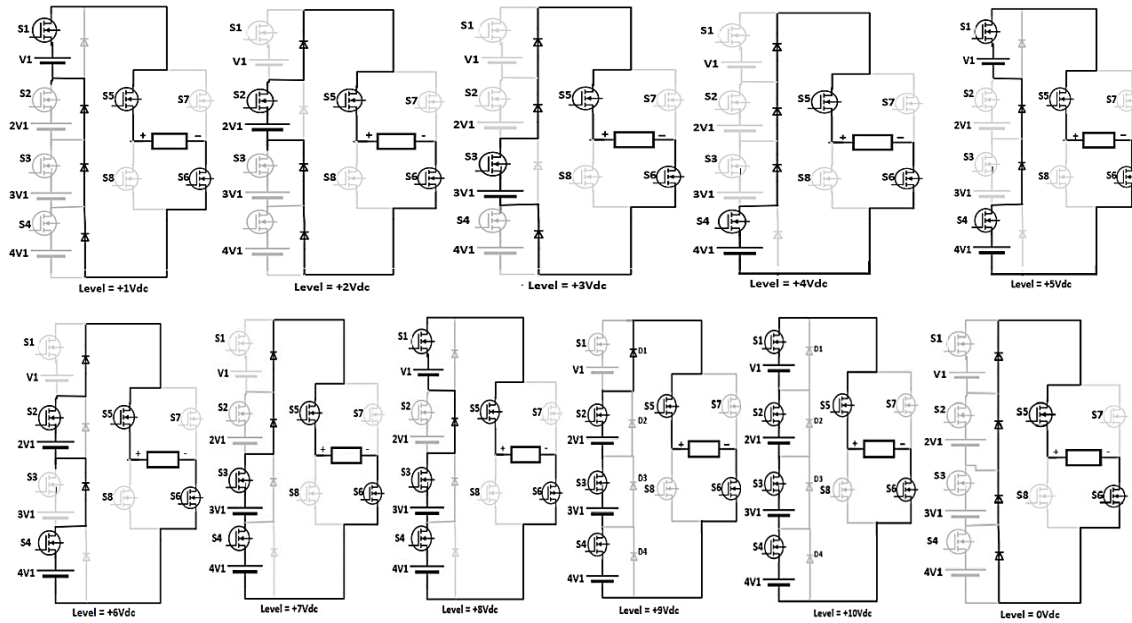 S1
V1
S2
S5
S7
2V1
+ −
S3
S8
S6
3V1
S4
4V1
Level = +1Vdc
S1
V1
S2
S5
S7
2V1
+ -
S3
S8
S6
3V1
S4
4V1
Level = +2Vdc
S1
V1
S2
S5
S7
2V1
+ −
S3
S8
S6
3V1
S4
4V1
Level = +3Vdc
S1
V1
S2
S5
S7
2V1
+ -
S3
S8
S6
3V1
S4
4V1
Level = +4Vdc
S1
V1
S2
S5
S7
2V1
+ -
S3
S8
S6
3V1
S4
4V1
Level = +5Vdc
S1
V1
S2
S5
S7
2V1
+ -
S3
S8
S6
3V1
S4
4V1
Level = +6Vdc
S1
V1
S2
S5
S7
2V1
+ -
S3
S8
S6
3V1
S4
4V1
Level = +7Vdc
S1
V1
S2
S5
S7
2V1
+ -
S3
S8
S6
3V1
S4
4V1
Level = +8Vdc
S1
D1
V1
S2
S5
S7
D2
2V1
+ −
S3
D3
S8
S6
3V1
S4
D4
4V1
Level = +9Vdc
S1
D1
V1
S2
S5
S7
D2
2V1
+ −
S3
D3
S8
S6
3V1
S4
D4
4V1
Level = +10Vdc
S1
V1
S2
S5
S7
2V1
+ -
S3
S8
S6
3V1
S4
4V1
Level = 0Vdc